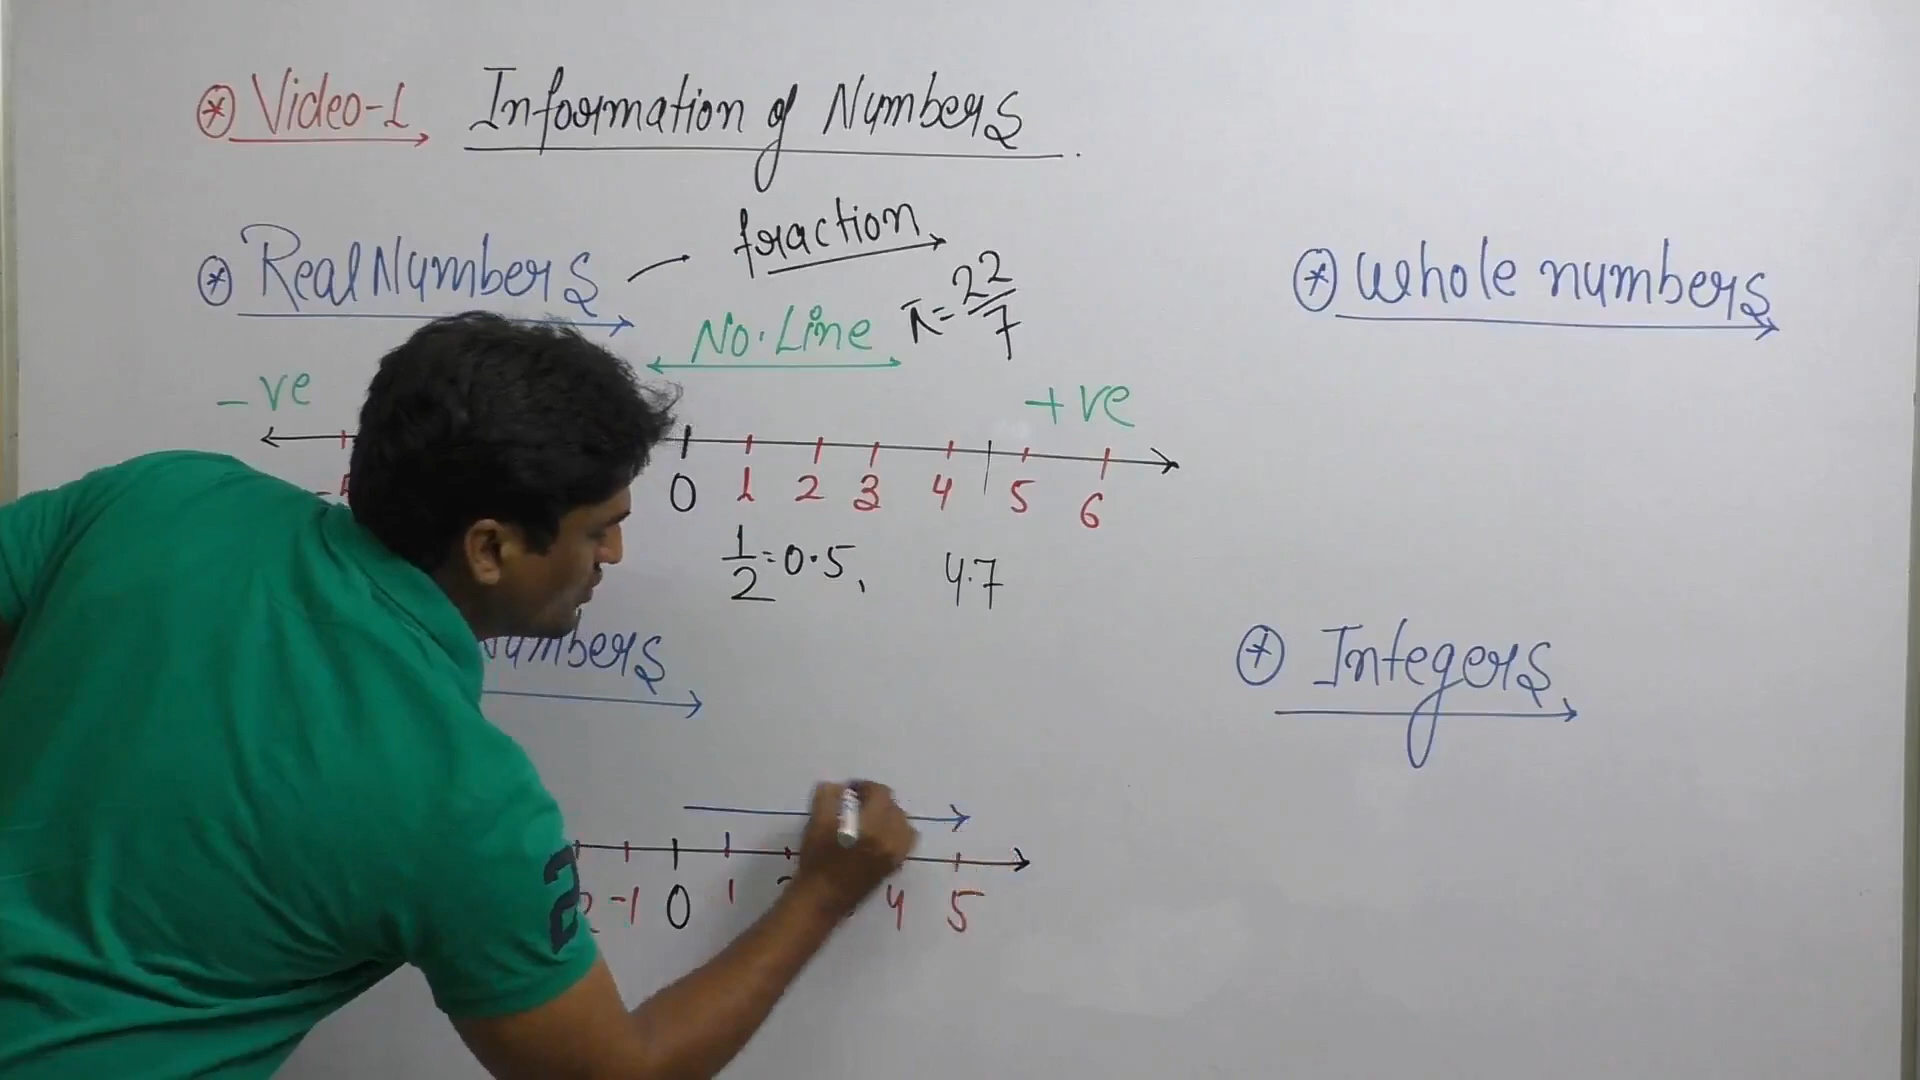 * Video-1 Information of Numbers
* Real Numbers - fraction
π = 22/7
No. Line
-ve +ve
0 1 2 3 4 5 6
1/2 = 0.5, 4.7
Numbers
-1 0 1 4 5
* Whole numbers
* Integers
2